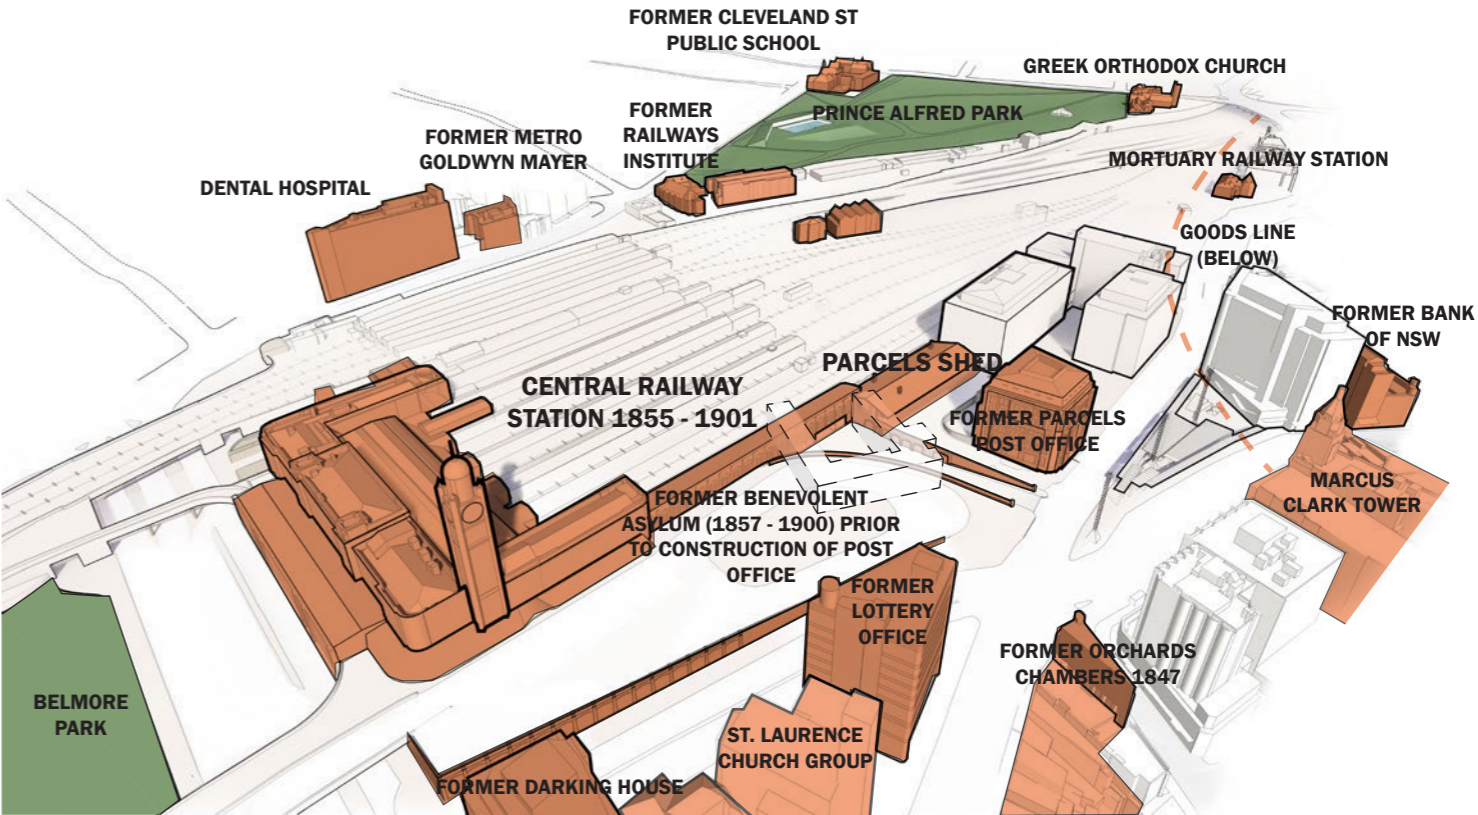 FORMER CLEVELAND ST
PUBLIC SCHOOL
GREEK ORTHODOX CHURCH
FORMER
RAILWAYS
INSTITUTE
PRINCE ALFRED PARK
FORMER METRO
GOLDWYN MAYER
MORTUARY RAILWAY STATION
DENTAL HOSPITAL
GOODS LINE
(BELOW)
FORMER BANK
OF NSW
PARCELS SHED
CENTRAL RAILWAY
STATION 1855 - 1901
FORMER PARCELS
POST OFFICE
MARCUS
CLARK TOWER
FORMER BENEVOLENT
ASYLUM (1857 - 1900) PRIOR
TO CONSTRUCTION OF POST
OFFICE
FORMER
LOTTERY
OFFICE
FORMER ORCHARDS
CHAMBERS 1847
BELMORE
PARK
ST. LAURENCE
CHURCH GROUP
FORMER DARKING HOUSE